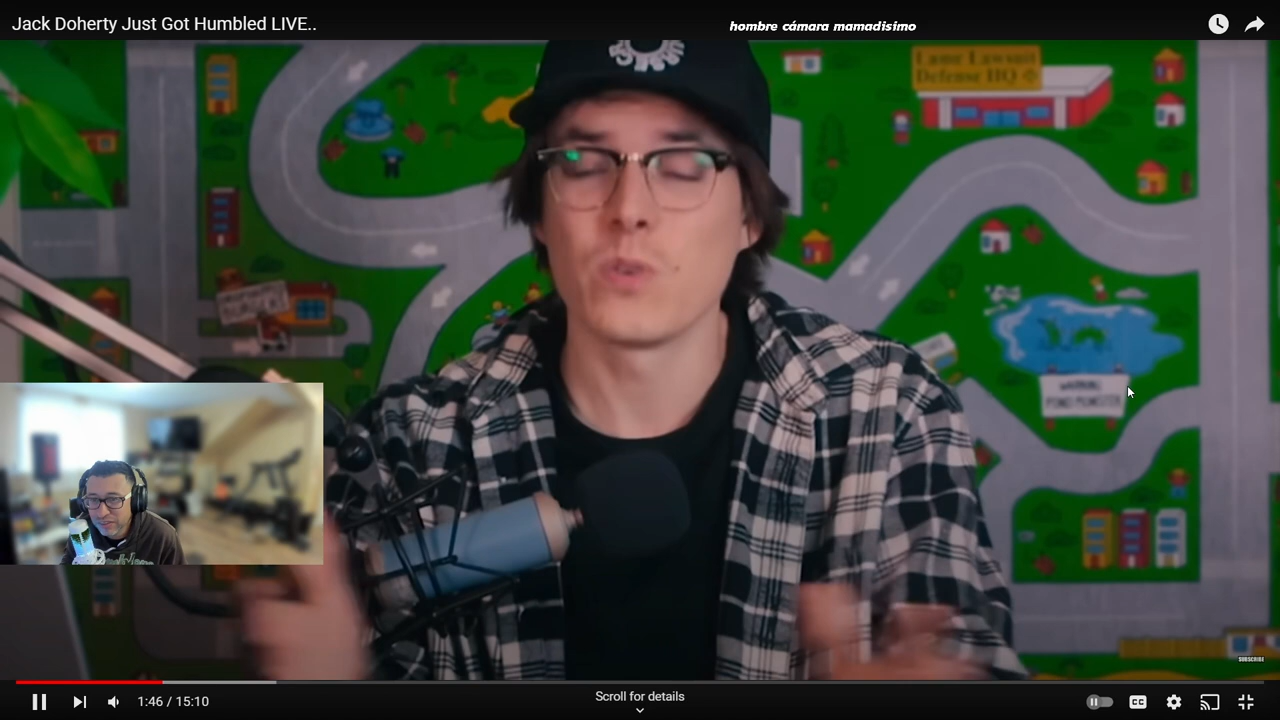 Jack Doherty Just Got Humbled LIVE..
hombre cámara mamadisimo
Lame Lawsuit
Defense HQ
WARNING
POND MONSTER
SUBSCRIBE
1:46 / 15:10
Scroll for details
CC